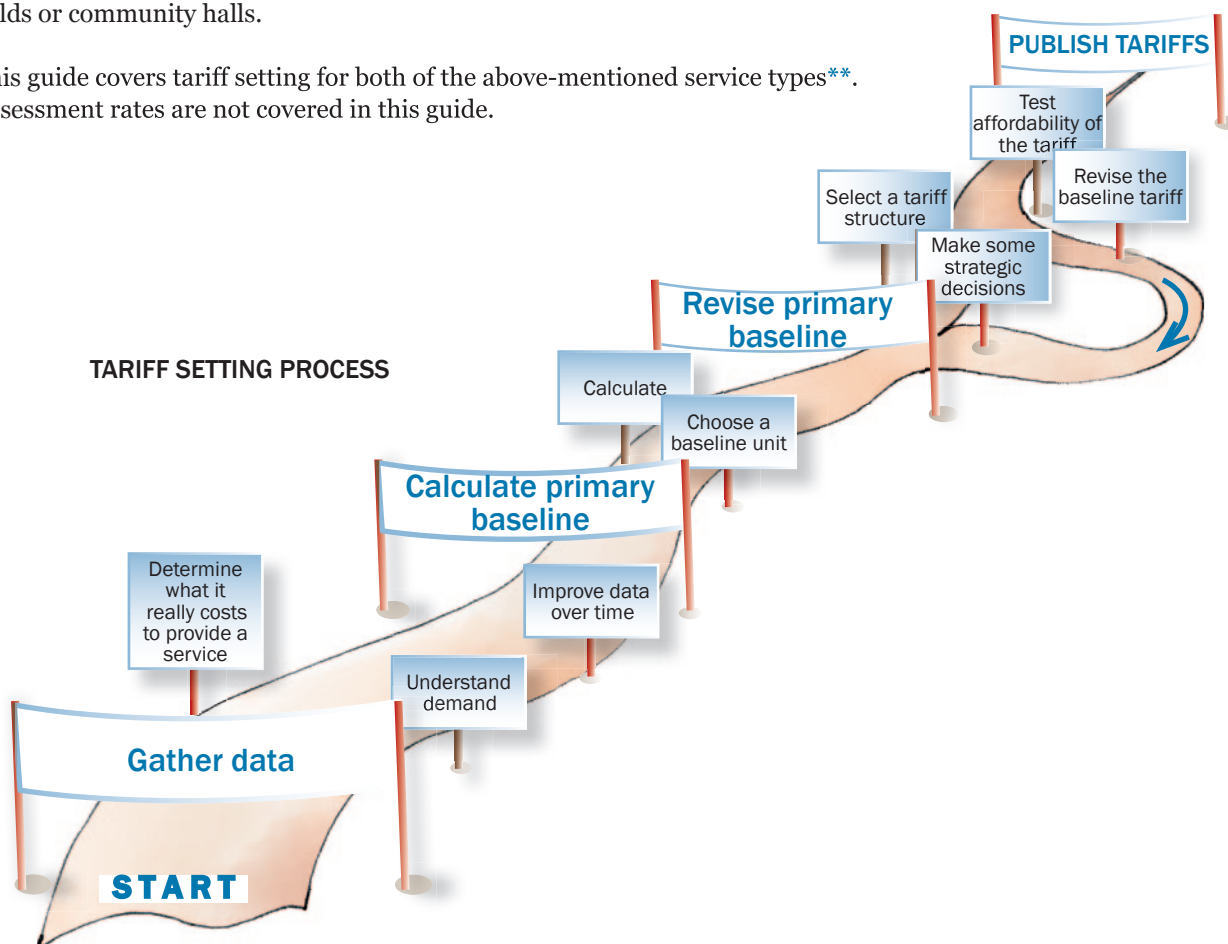 lds or community halls.
his guide covers tariff setting for both of the above-mentioned service types**.
sessment rates are not covered in this guide.
PUBLISH TARIFFS
Test
affordability of
the tariff
Revise the
baseline tariff
Select a tariff
structure
Make some
strategic
decisions
Revise primary
baseline
TARIFF SETTING PROCESS
Calculate
Choose a
baseline unit
Calculate primary
baseline
Determine
what it
really costs
to provide a
service
Improve data
over time
Understand
demand
Gather data
START